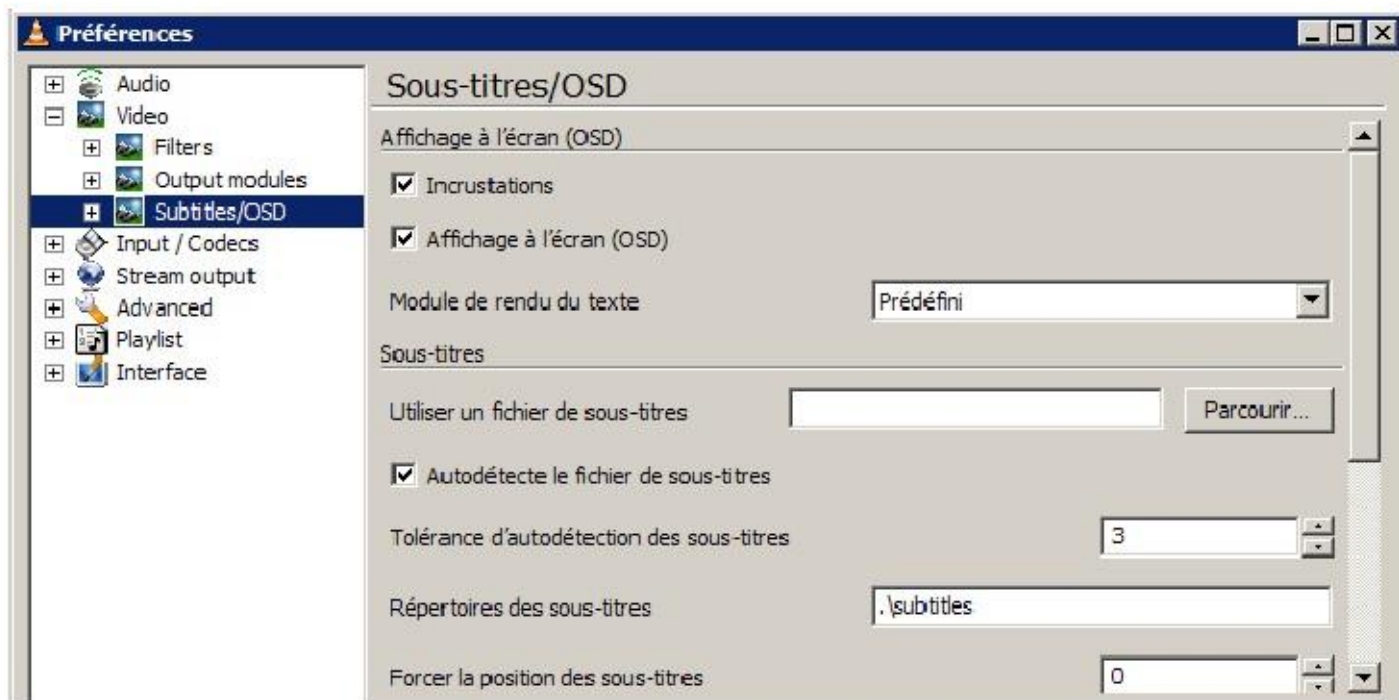 Préférences
Audio
Video
Filters
Output modules
Subtitles/OSD
Input / Codecs
Stream output
Advanced
Playlist
Interface
Sous-titres/OSD
Affichage à l'écran (OSD)
Incrustations
Affichage à l'écran (OSD)
Module de rendu du texte Prédéfini
Sous-titres
Utiliser un fichier de sous-titres Parcourir...
Autodétecte le fichier de sous-titres
Tolérance d'autodétection des sous-titres 3
Répertoires des sous-titres .\subtitles
Forcer la position des sous-titres 0